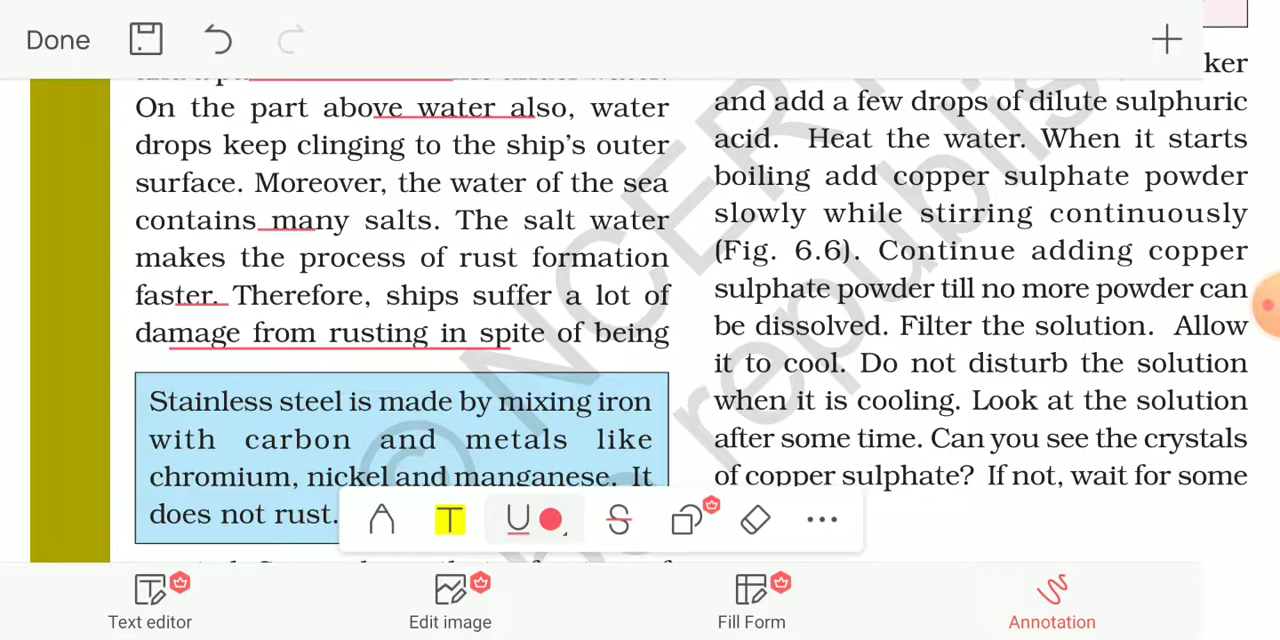 Done
On the part above water also, water
drops keep clinging to the ship's outer
surface. Moreover, the water of the sea
contains many salts. The salt water
makes the process of rust formation
faster. Therefore, ships suffer a lot of
damage from rusting in spite of being
Stainless steel is made by mixing iron
with carbon and metals like
chromium, nickel and manganese. It
does not rust.
ker
and add a few drops of dilute sulphuric
acid. Heat the water. When it starts
boiling add copper sulphate powder
slowly while stirring continuously
(Fig. 6.6). Continue adding copper
sulphate powder till no more powder can
be dissolved. Filter the solution. Allow
it to cool. Do not disturb the solution
when it is cooling. Look at the solution
after some time. Can you see the crystals
of copper sulphate? If not, wait for some
© NCER
republis
Text editor
Edit image
Fill Form
Annotation